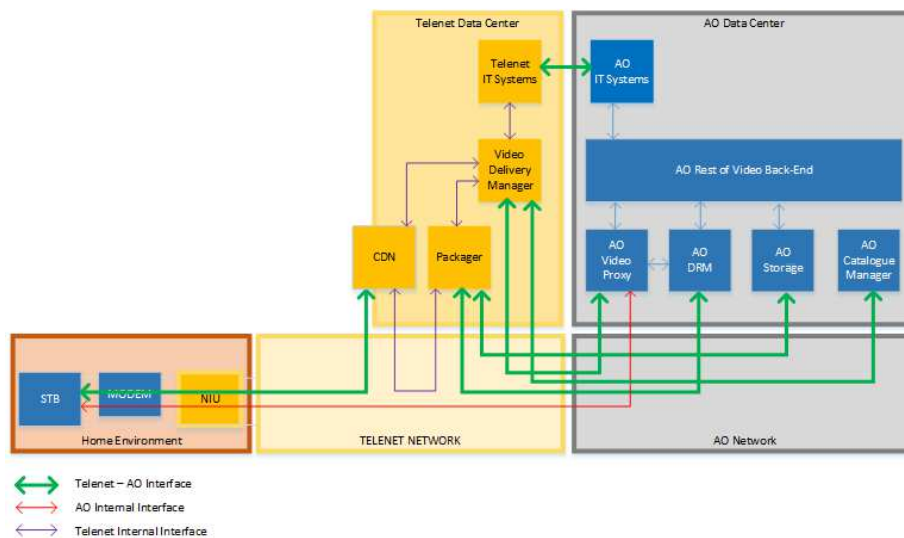 Telenet Data Center
AO Data Center
Telenet
IT Systems
AO
IT Systems
Video
Delivery
Manager
AO Rest of Video Back-End
CDN
Packager
AO
Video
Proxy
AO
DRM
AO
Storage
AO
Catalogue
Manager
STB
MODEM
NIU
Home Environment
TELENET NETWORK
AO Network
Telenet – AO Interface
AO Internal Interface
Telenet Internal Interface